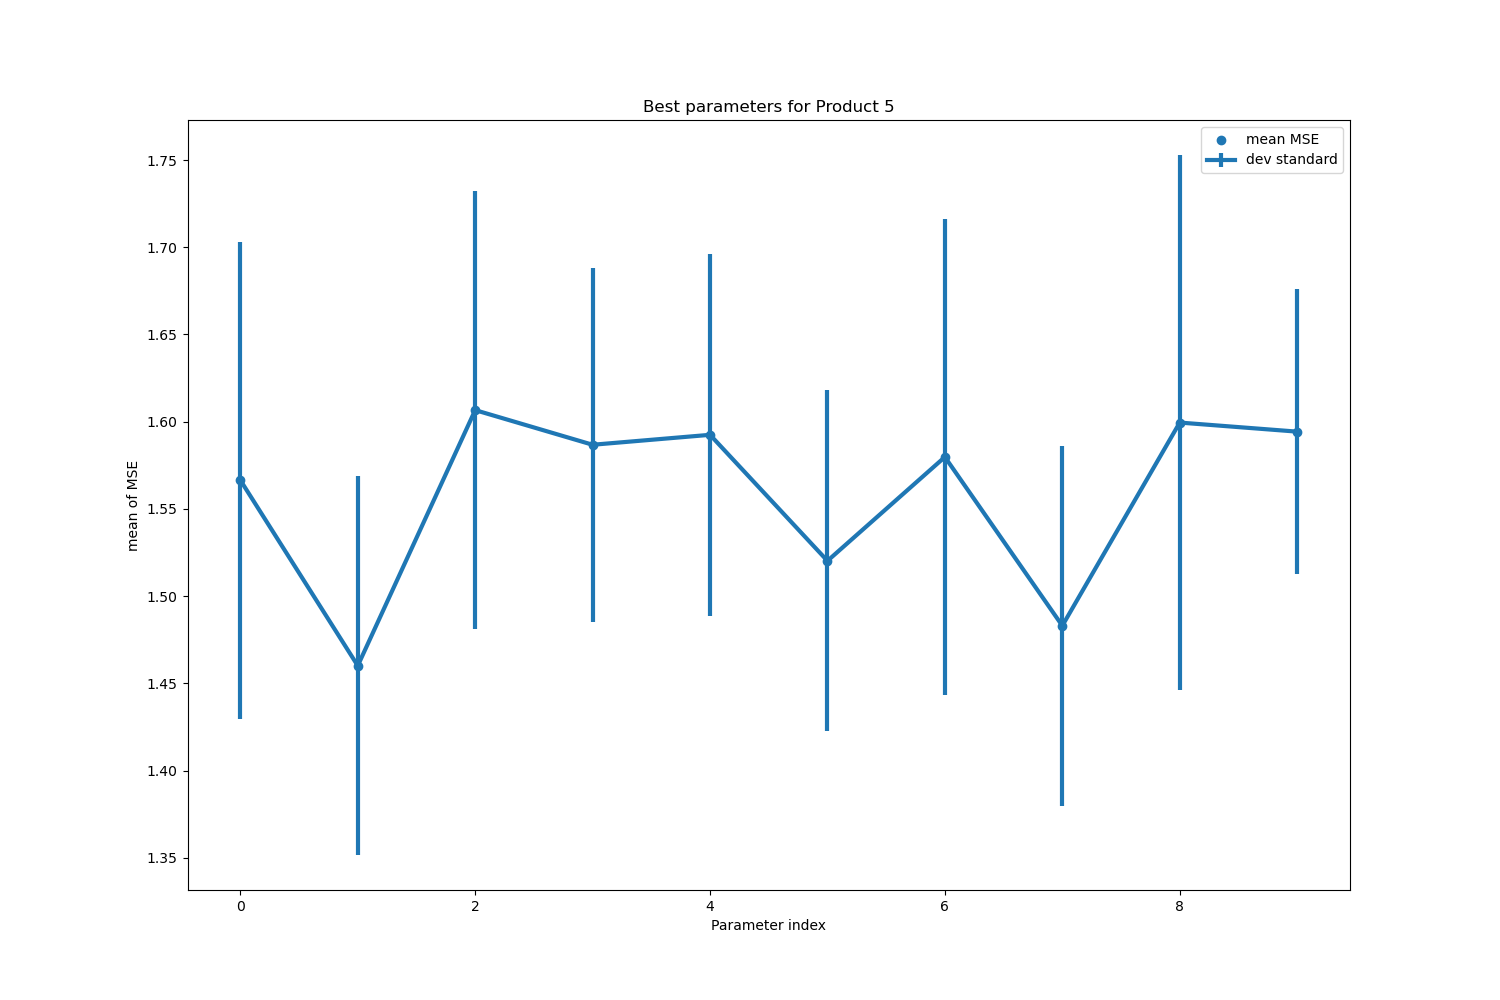 Best parameters for Product 5
mean MSE
dev standard
1.75
1.70
1.65
1.60
1.55
1.50
1.45
1.40
1.35
mean of MSE
0 2 4 6 8
Parameter index